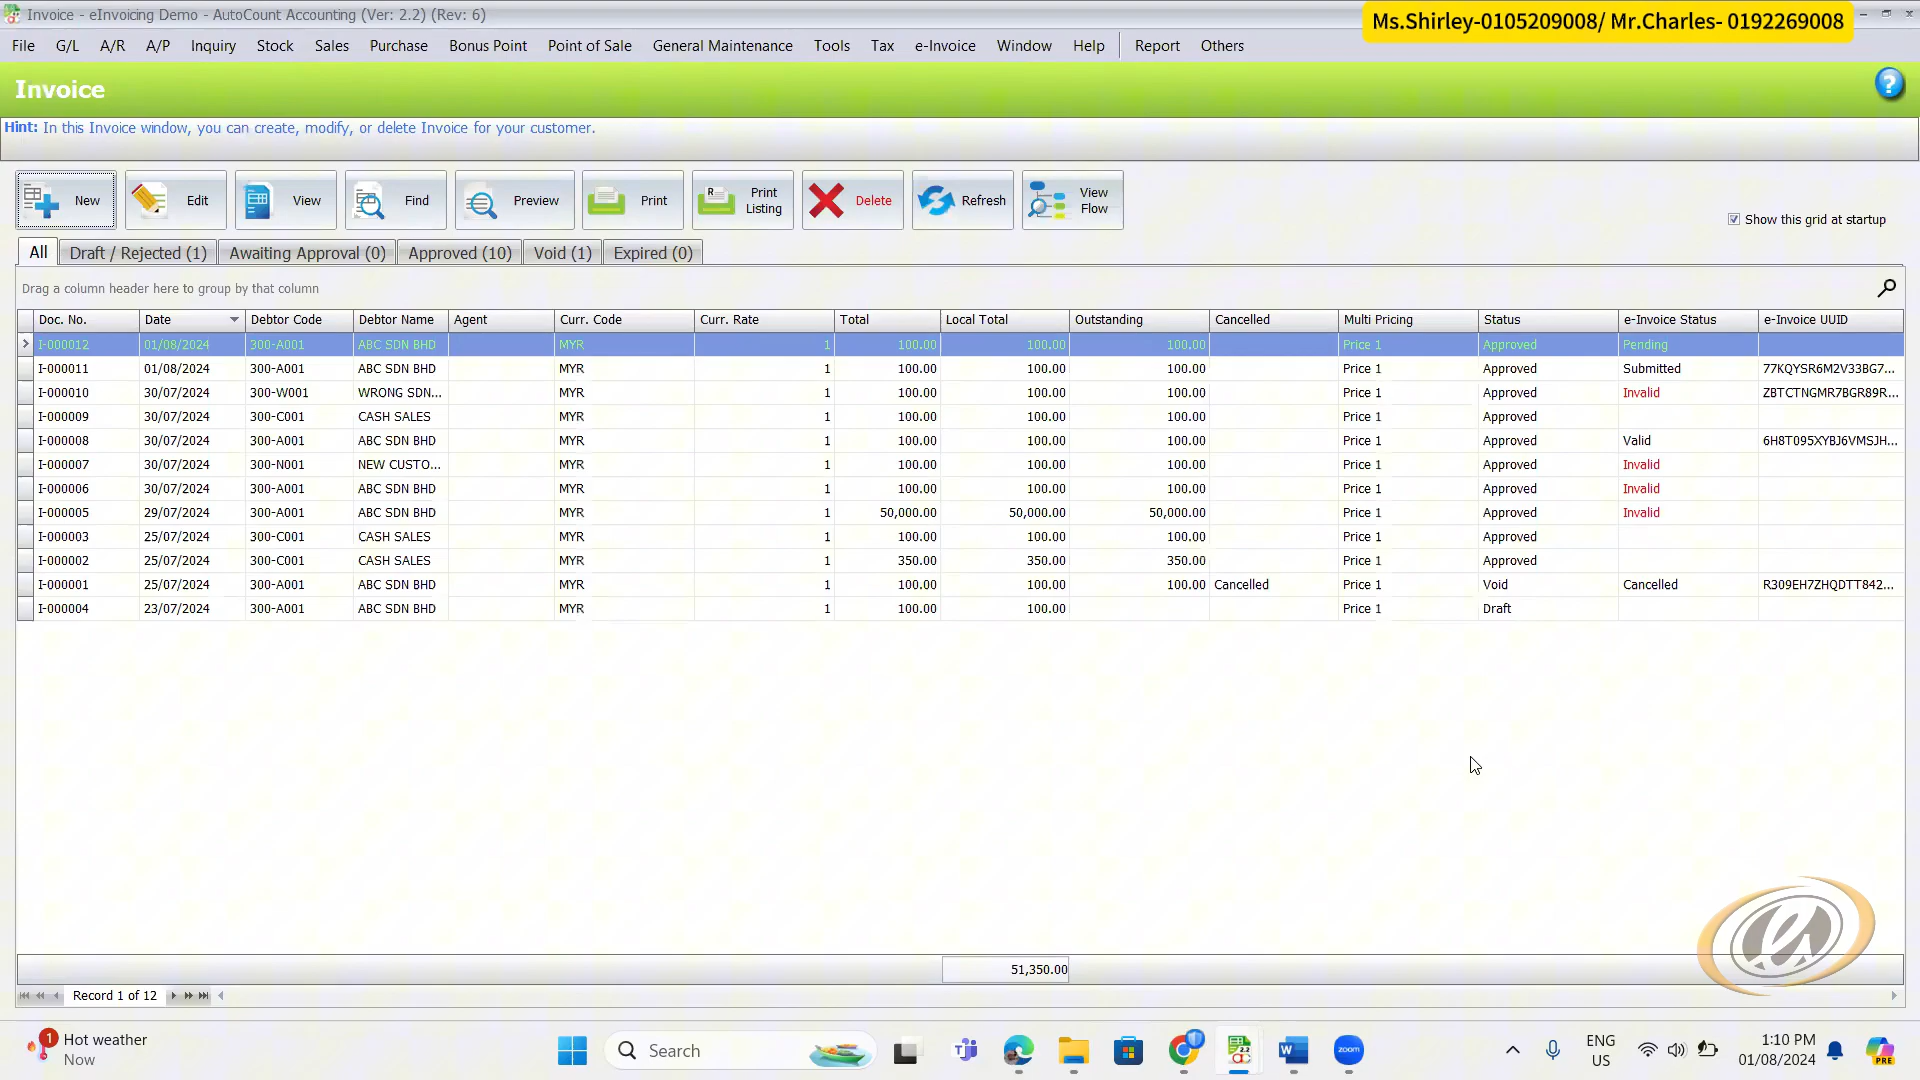 Invoice - eInvoicing Demo - AutoCount Accounting (Ver: 2.2) (Rev: 6)
Ms.Shirley-0105209008/ Mr.Charles- 0192269008
File G/L A/R A/P Inquiry Stock Sales Purchase Bonus Point Point of Sale General Maintenance Tools Tax e-Invoice Window Help Report Others
Invoice
Hint: In this Invoice window, you can create, modify, or delete Invoice for your customer.
New Edit View Find Preview Print Print Listing Delete Refresh View Flow
Show this grid at startup
All Draft / Rejected (1) Awaiting Approval (0) Approved (10) Void (1) Expired (0)
Drag a column header here to group by that column
Doc. No. Date Debtor Code Debtor Name Agent Curr. Code Curr. Rate Total Local Total Outstanding Cancelled Multi Pricing Status e-Invoice Status e-Invoice UUID
I-000012 01/08/2024 300-A001 ABC SDN BHD MYR 1 100.00 100.00 100.00 Price 1 Approved Pending
I-000011 01/08/2024 300-A001 ABC SDN BHD MYR 1 100.00 100.00 100.00 Price 1 Approved Submitted 77KQYSR6M2V33BG7...
I-000010 30/07/2024 300-W001 WRONG SDN... MYR 1 100.00 100.00 100.00 Price 1 Approved Invalid ZBTCTNGMR7BGR89R...
I-000009 30/07/2024 300-C001 CASH SALES MYR 1 100.00 100.00 100.00 Price 1 Approved
I-000008 30/07/2024 300-A001 ABC SDN BHD MYR 1 100.00 100.00 100.00 Price 1 Approved Valid 6H8T095XYBJ6VMSJH...
I-000007 30/07/2024 300-N001 NEW CUSTO... MYR 1 100.00 100.00 100.00 Price 1 Approved Invalid
I-000006 30/07/2024 300-A001 ABC SDN BHD MYR 1 100.00 100.00 100.00 Price 1 Approved Invalid
I-000005 29/07/2024 300-A001 ABC SDN BHD MYR 1 50,000.00 50,000.00 50,000.00 Price 1 Approved Invalid
I-000003 25/07/2024 300-C001 CASH SALES MYR 1 100.00 100.00 100.00 Price 1 Approved
I-000002 25/07/2024 300-C001 CASH SALES MYR 1 350.00 350.00 350.00 Price 1 Approved
I-000001 25/07/2024 300-A001 ABC SDN BHD MYR 1 100.00 100.00 100.00 Cancelled Price 1 Void Cancelled R309EH7ZHQDTT842...
I-000004 23/07/2024 300-A001 ABC SDN BHD MYR 1 100.00 100.00 Price 1 Draft
51,350.00
Record 1 of 12
1 Hot weather
Now
Search
zoom
ENG
US
1:10 PM
01/08/2024
PRE